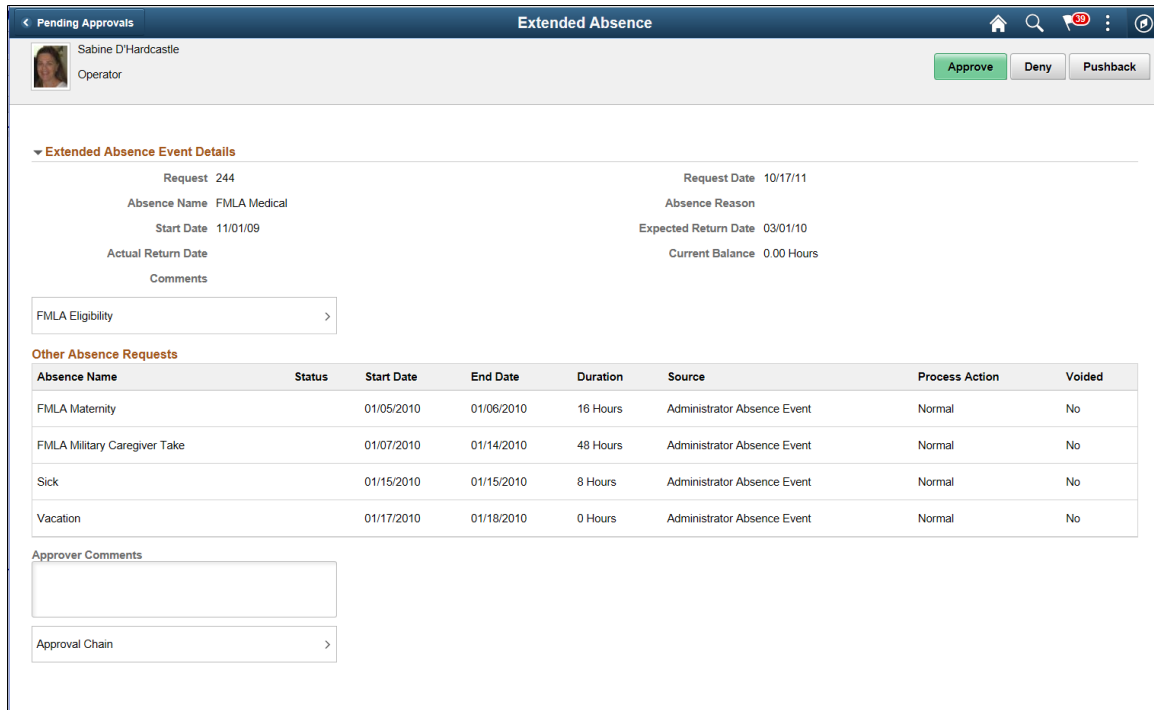 Pending Approvals Extended Absence 39
Sabine D'Hardcastle
Operator
Approve Deny Pushback
Extended Absence Event Details
Request 244 Request Date 10/17/11
Absence Name FMLA Medical Absence Reason
Start Date 11/01/09 Expected Return Date 03/01/10
Actual Return Date Current Balance 0.00 Hours
Comments
FMLA Eligibility
Other Absence Requests
Absence Name Status Start Date End Date Duration Source Process Action Voided
FMLA Maternity 01/05/2010 01/06/2010 16 Hours Administrator Absence Event Normal No
FMLA Military Caregiver Take 01/07/2010 01/14/2010 48 Hours Administrator Absence Event Normal No
Sick 01/15/2010 01/15/2010 8 Hours Administrator Absence Event Normal No
Vacation 01/17/2010 01/18/2010 0 Hours Administrator Absence Event Normal No
Approver Comments
Approval Chain